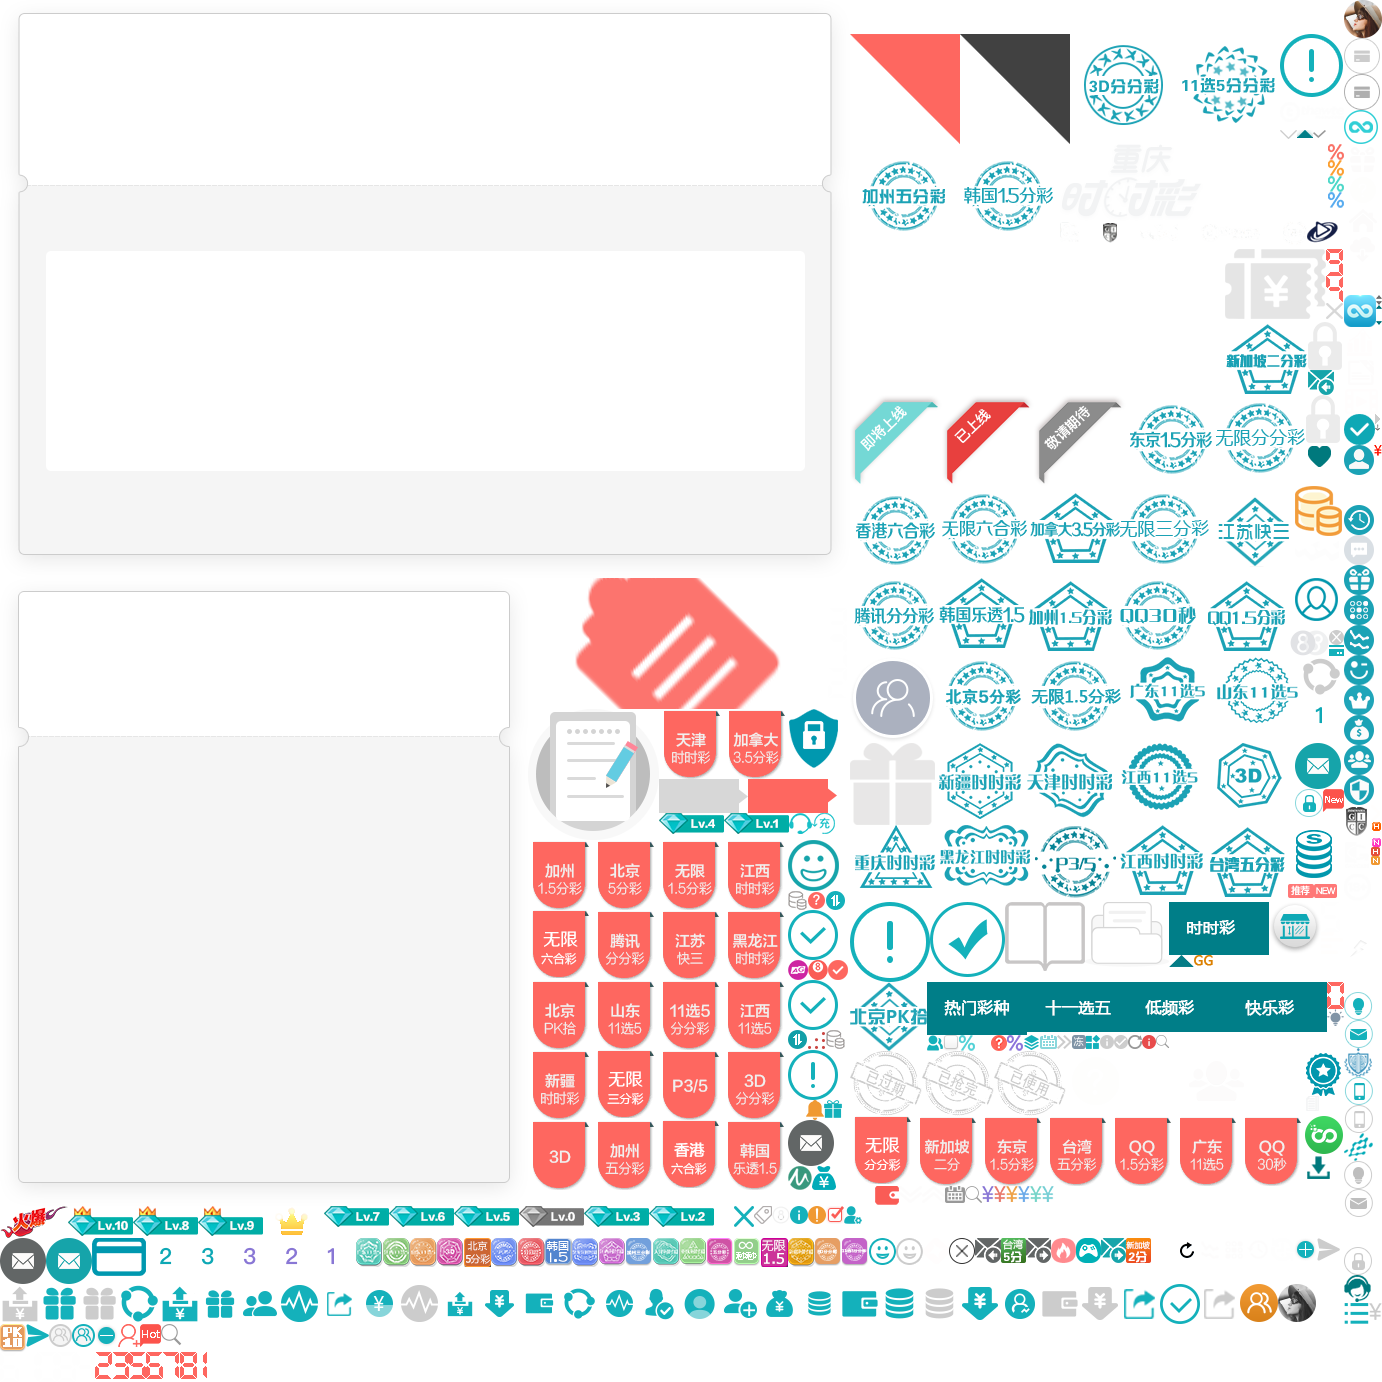 3D分分彩
11选5分分彩
重庆
时时彩
加州五分彩
韩国1.5分彩
新加坡二分彩
即将上线
已上线
敬请期待
东京1.5分彩
无限分分彩
香港六合彩
无限六合彩
加拿大3.5分彩
无限三分彩
江苏快三
腾讯分分彩
韩国乐透1.5
加州1.5分彩
QQ30秒
QQ1.5分彩
北京5分彩
无限1.5分彩
广东11选5
山东11选5
1
天津
时时彩
加拿大
3.5分彩
新疆时时彩
天津时时彩
江西11选5
3D
New
Lv.4
Lv.1
充
重庆时时彩
黑龙江时时彩
P3/5
江西时时彩
台湾五分彩
推荐 NEW
加州
1.5分彩
北京
5分彩
无限
1.5分彩
江西
时时彩
时时彩
GG
无限
六合彩
腾讯
分分彩
江苏
快三
黑龙江
时时彩
北京PK拾
热门彩种
十一选五
低频彩
快乐彩
北京
PK拾
山东
11选5
11选5
分分彩
江西
11选5
新疆
时时彩
无限
三分彩
P3/5
3D
分分彩
已过期
已抢完
已使用
3D
加州
五分彩
香港
六合彩
韩国
乐透1.5
无限
分分彩
新加坡
二分
东京
1.5分彩
台湾
五分彩
QQ
1.5分彩
广东
11选5
QQ
30秒
火爆
Lv.10
Lv.8
Lv.9
Lv.7
Lv.6
Lv.5
Lv.0
Lv.3
Lv.2
2
3
3
2
1
北京
5分彩
韩国
1.5
无限
1.5
台湾
5分
新加坡
2分
PK
10
Hot
2356781